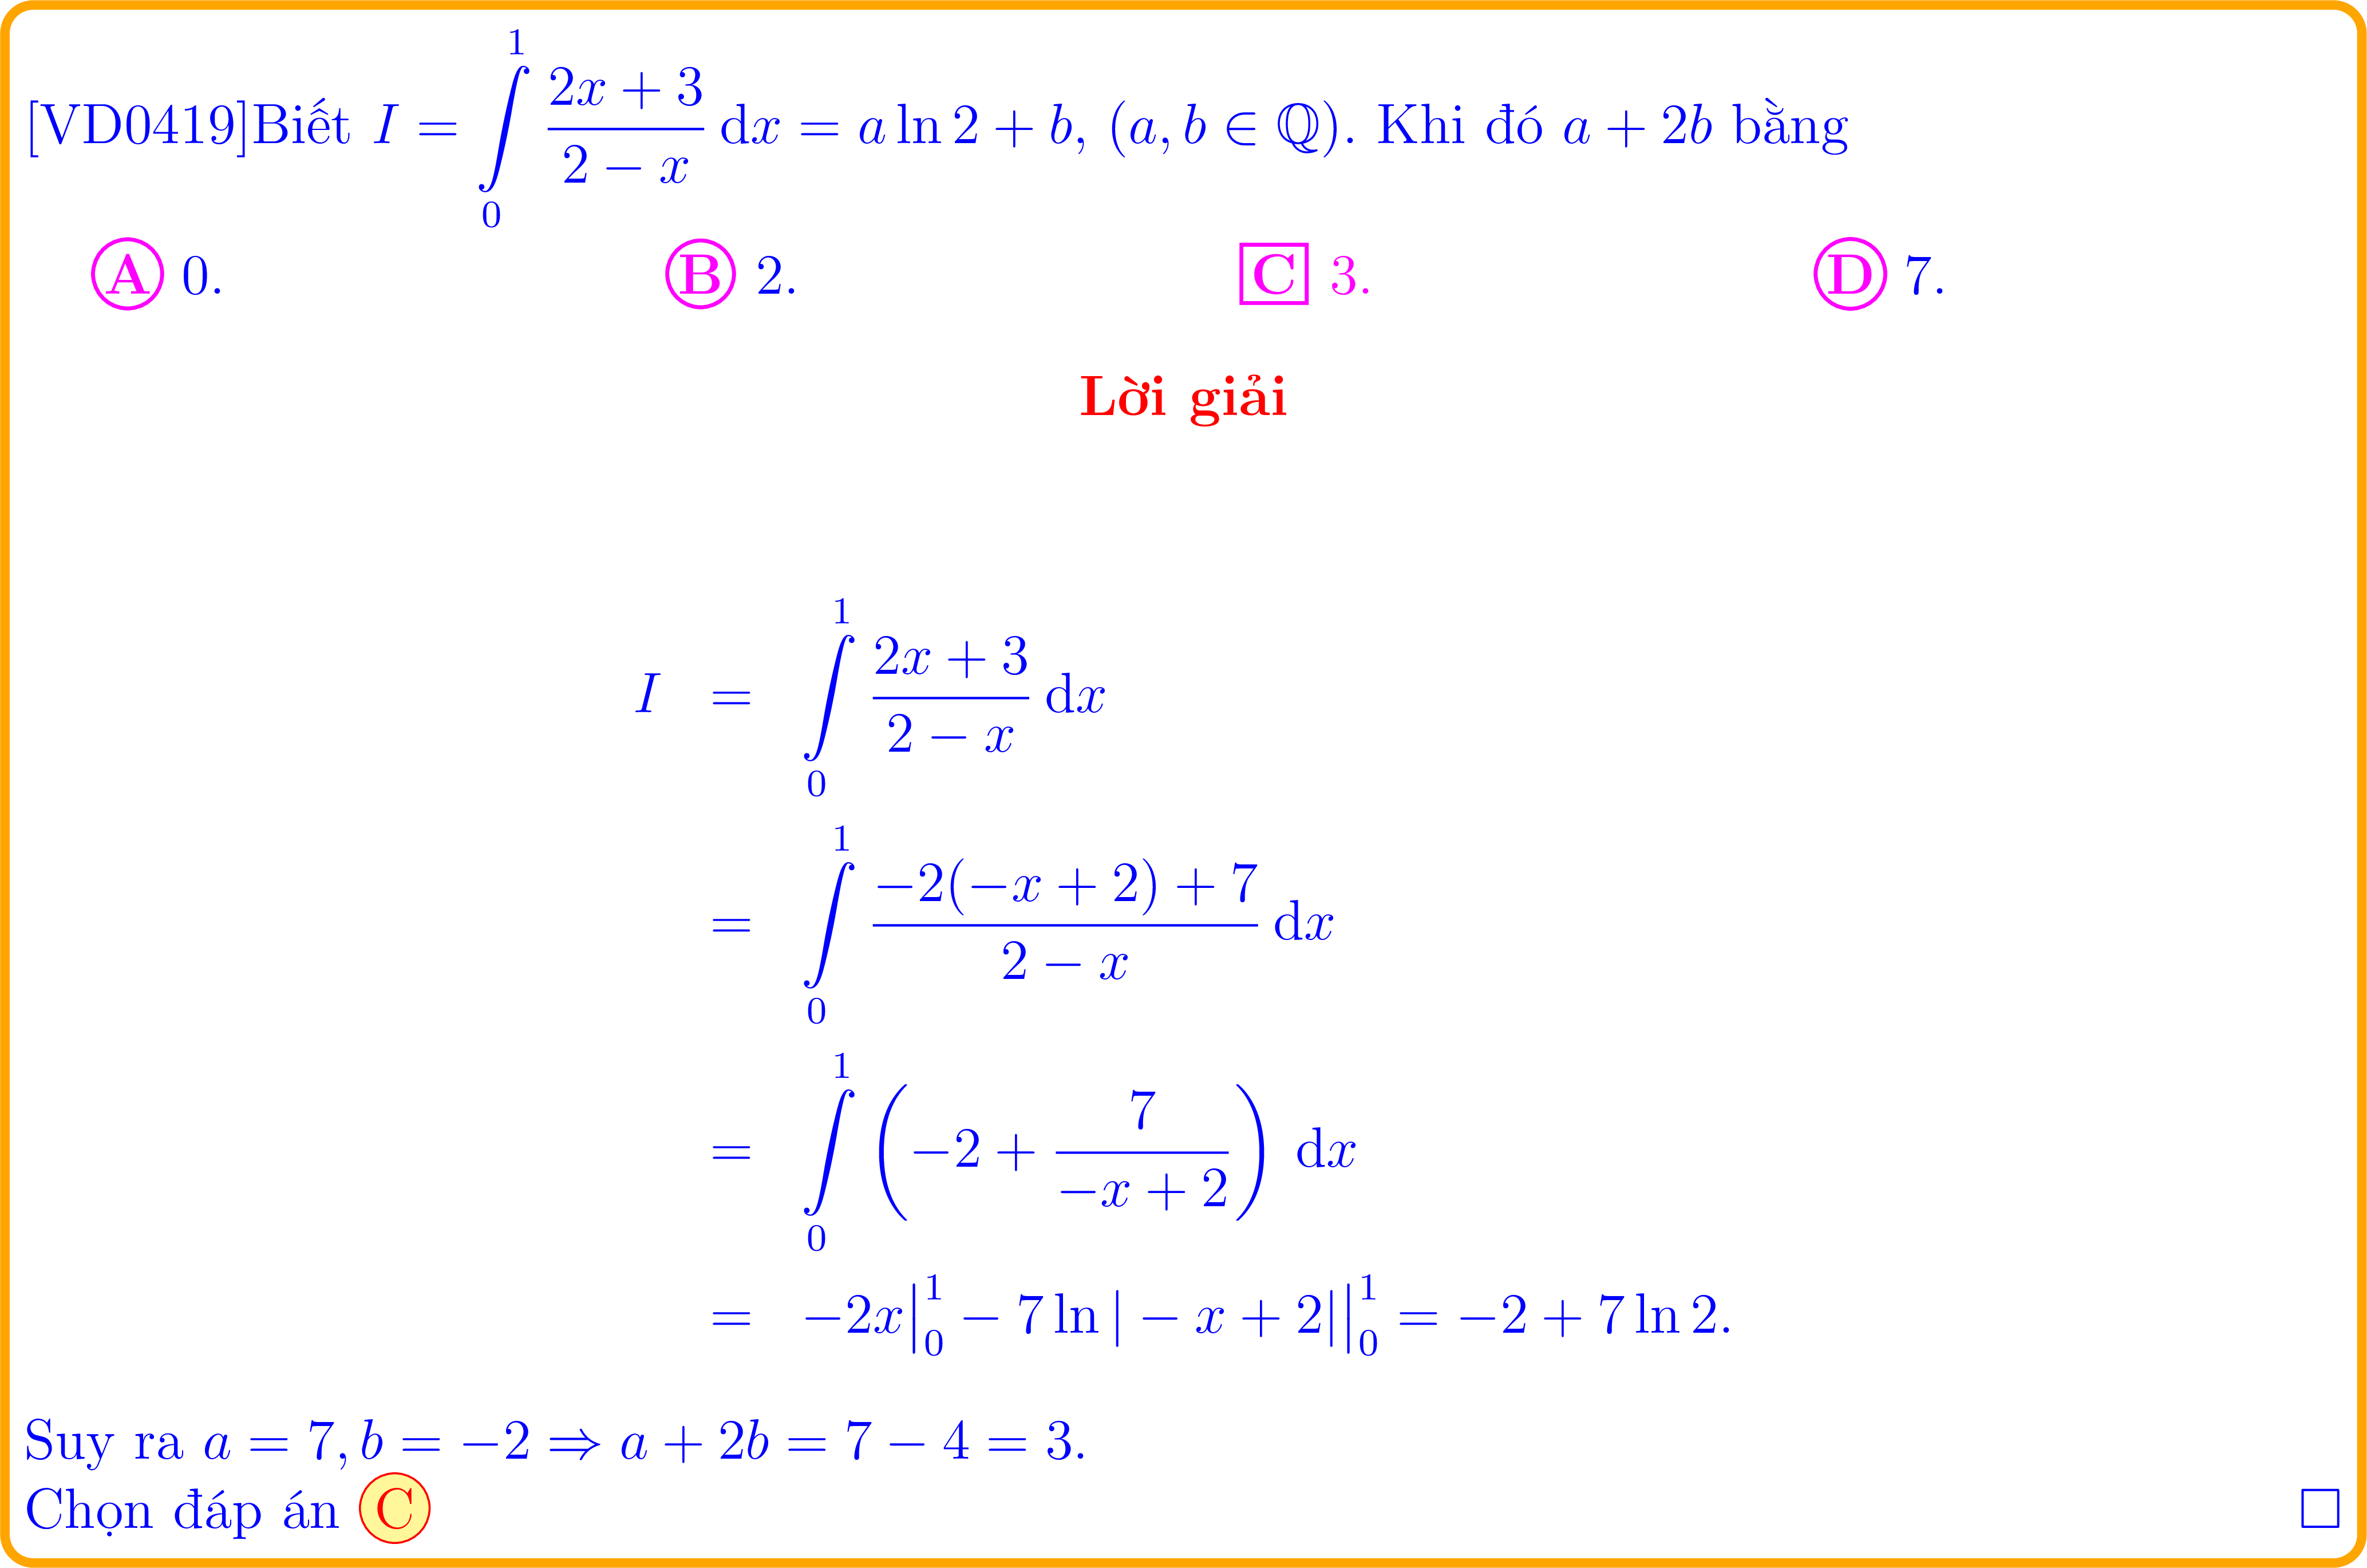 [VD0419]Biết $I = \int\limits_0^1 \frac{2x+3}{2-x}\,\mathrm{d}x = a\ln 2 + b,\ (a, b \in \mathbb{Q})$. Khi đó $a + 2b$ bằng
A 0. B 2. C 3. D 7.
Lời giải
$I = \int\limits_0^1 \frac{2x+3}{2-x}\,\mathrm{d}x$
$= \int\limits_0^1 \frac{-2(-x+2)+7}{2-x}\,\mathrm{d}x$
$= \int\limits_0^1 \left(-2 + \frac{7}{-x+2}\right)\,\mathrm{d}x$
$= -2x\big|_0^1 - 7\ln|-x+2|\big|_0^1 = -2 + 7\ln 2.$
Suy ra $a = 7, b = -2 \Rightarrow a + 2b = 7 - 4 = 3.$
Chọn đáp án C □